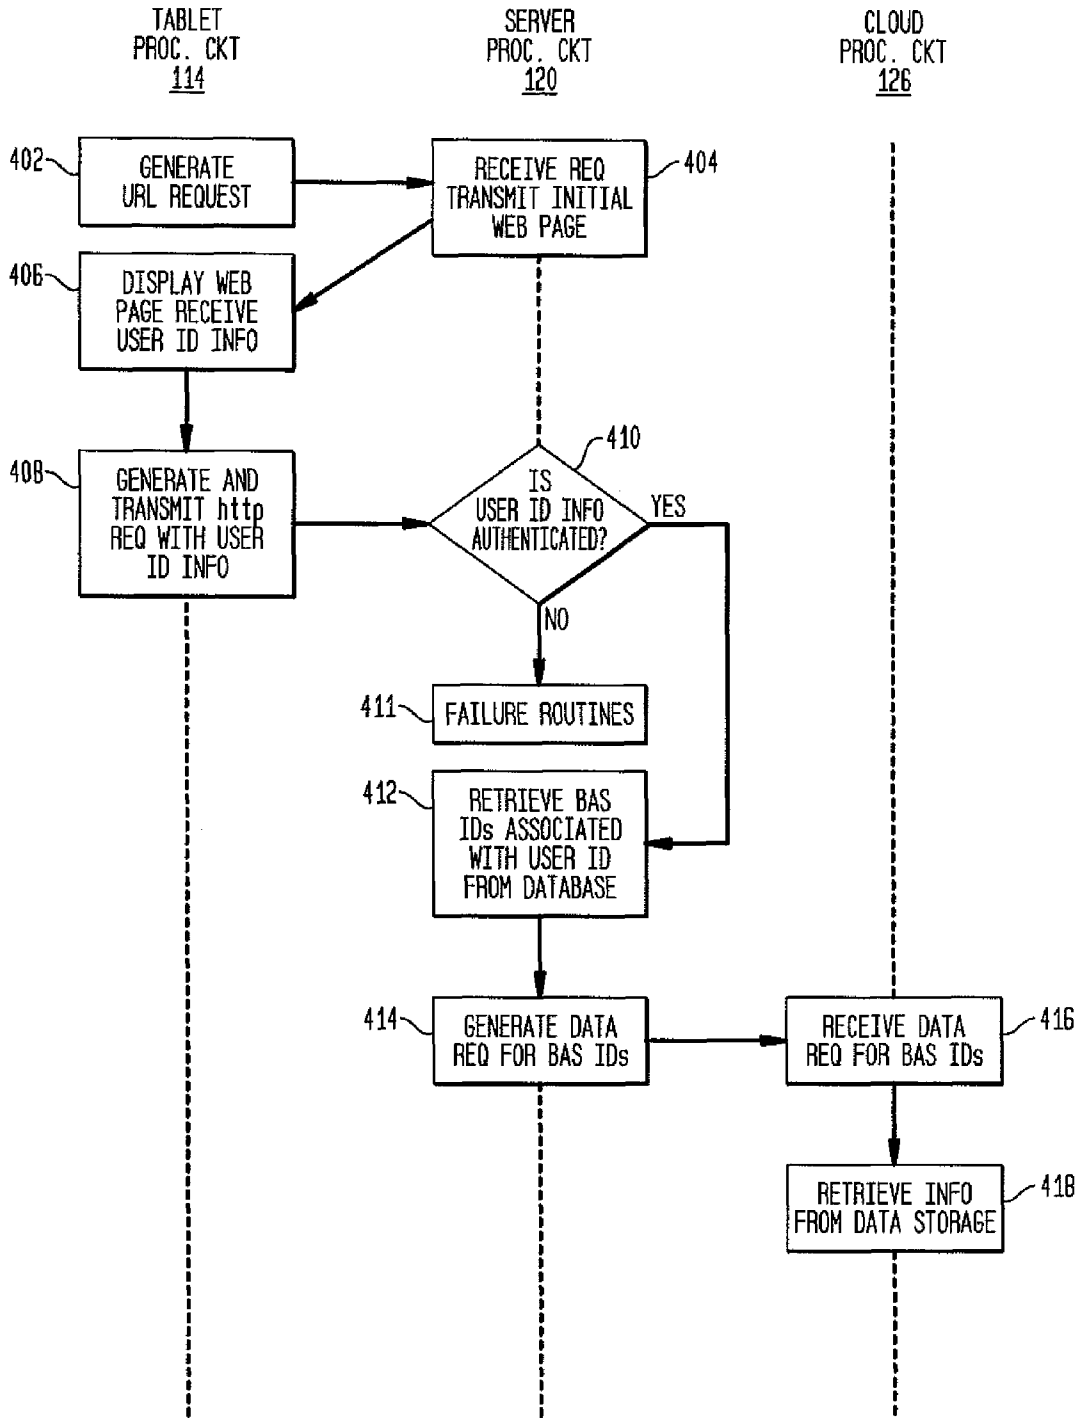 TABLET
PROC. CKT
114
SERVER
PROC. CKT
120
CLOUD
PROC. CKT
126
402
GENERATE
URL REQUEST
RECEIVE REQ
TRANSMIT INITIAL
WEB PAGE
404
406
DISPLAY WEB
PAGE RECEIVE
USER ID INFO
408
GENERATE AND
TRANSMIT http
REQ WITH USER
ID INFO
410
IS
USER ID INFO
AUTHENTICATED?
YES
NO
411
FAILURE ROUTINES
412
RETRIEVE BAS
IDs ASSOCIATED
WITH USER ID
FROM DATABASE
414
GENERATE DATA
REQ FOR BAS IDs
RECEIVE DATA
REQ FOR BAS IDs
416
RETRIEVE INFO
FROM DATA STORAGE
418